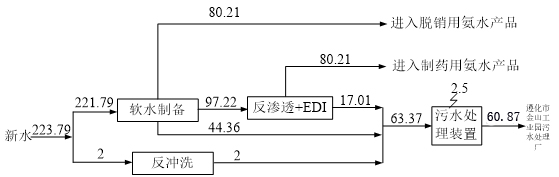 80.21
进入脱销用氨水产品
80.21
进入制药用氨水产品
2.5
221.79
软水制备
97.22
反渗透+EDI
17.01
44.36
63.37
污水处
理装置
60.87
遵化市
金山工
业园污
水处理
厂
新水
223.79
2
反冲洗
2